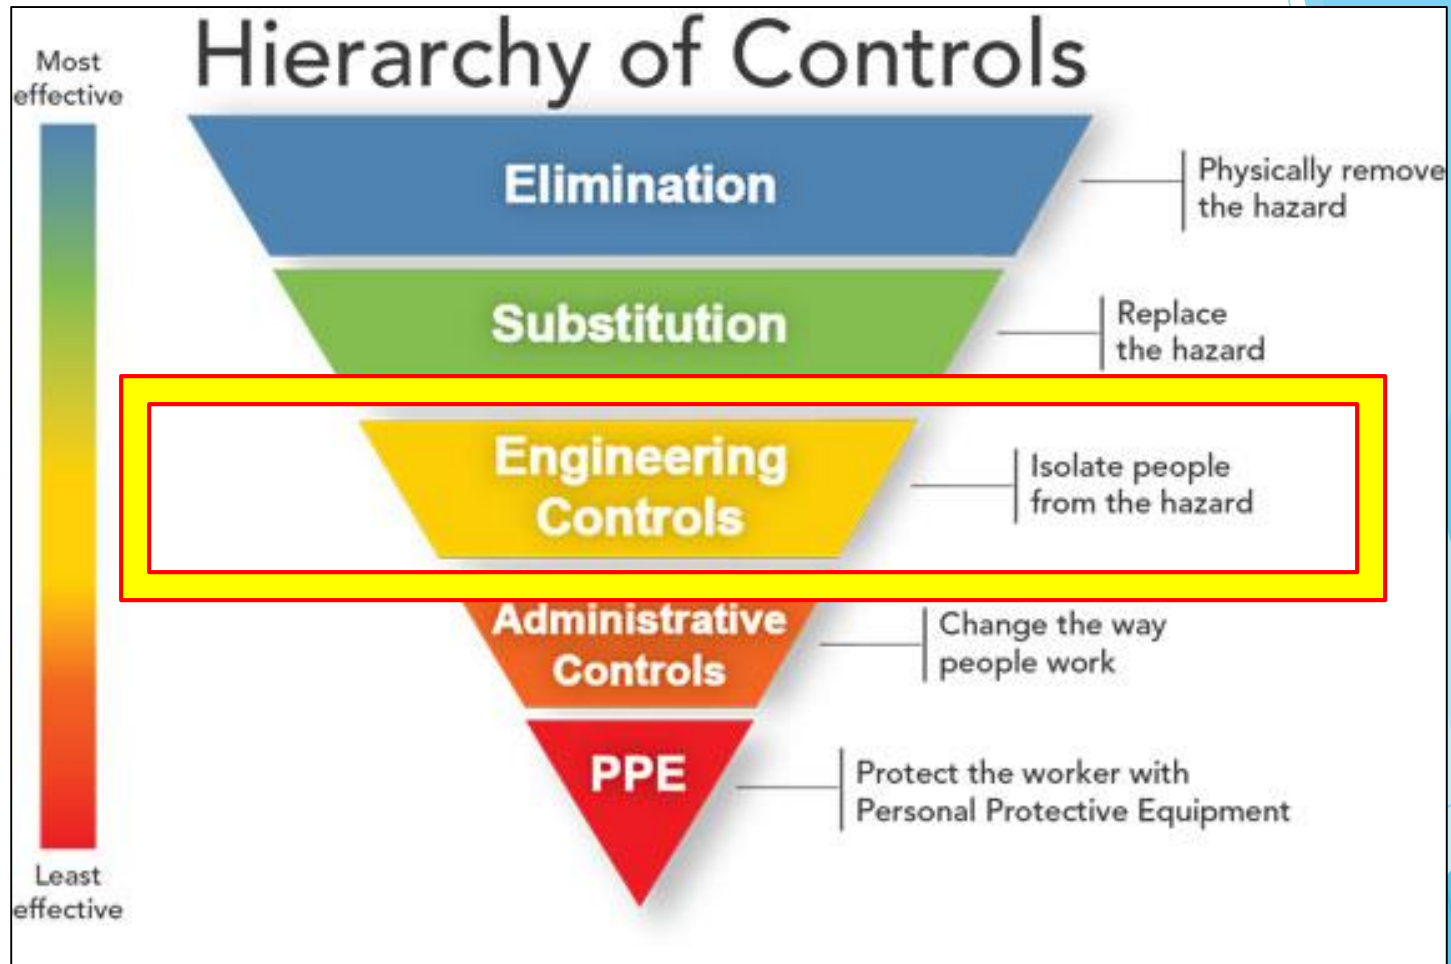 Hierarchy of Controls
Most
effective
Elimination
Physically remove
the hazard
Substitution
Replace
the hazard
Engineering
Controls
Isolate people
from the hazard
Administrative
Controls
Change the way
people work
PPE
Protect the worker with
Personal Protective Equipment
Least
effective